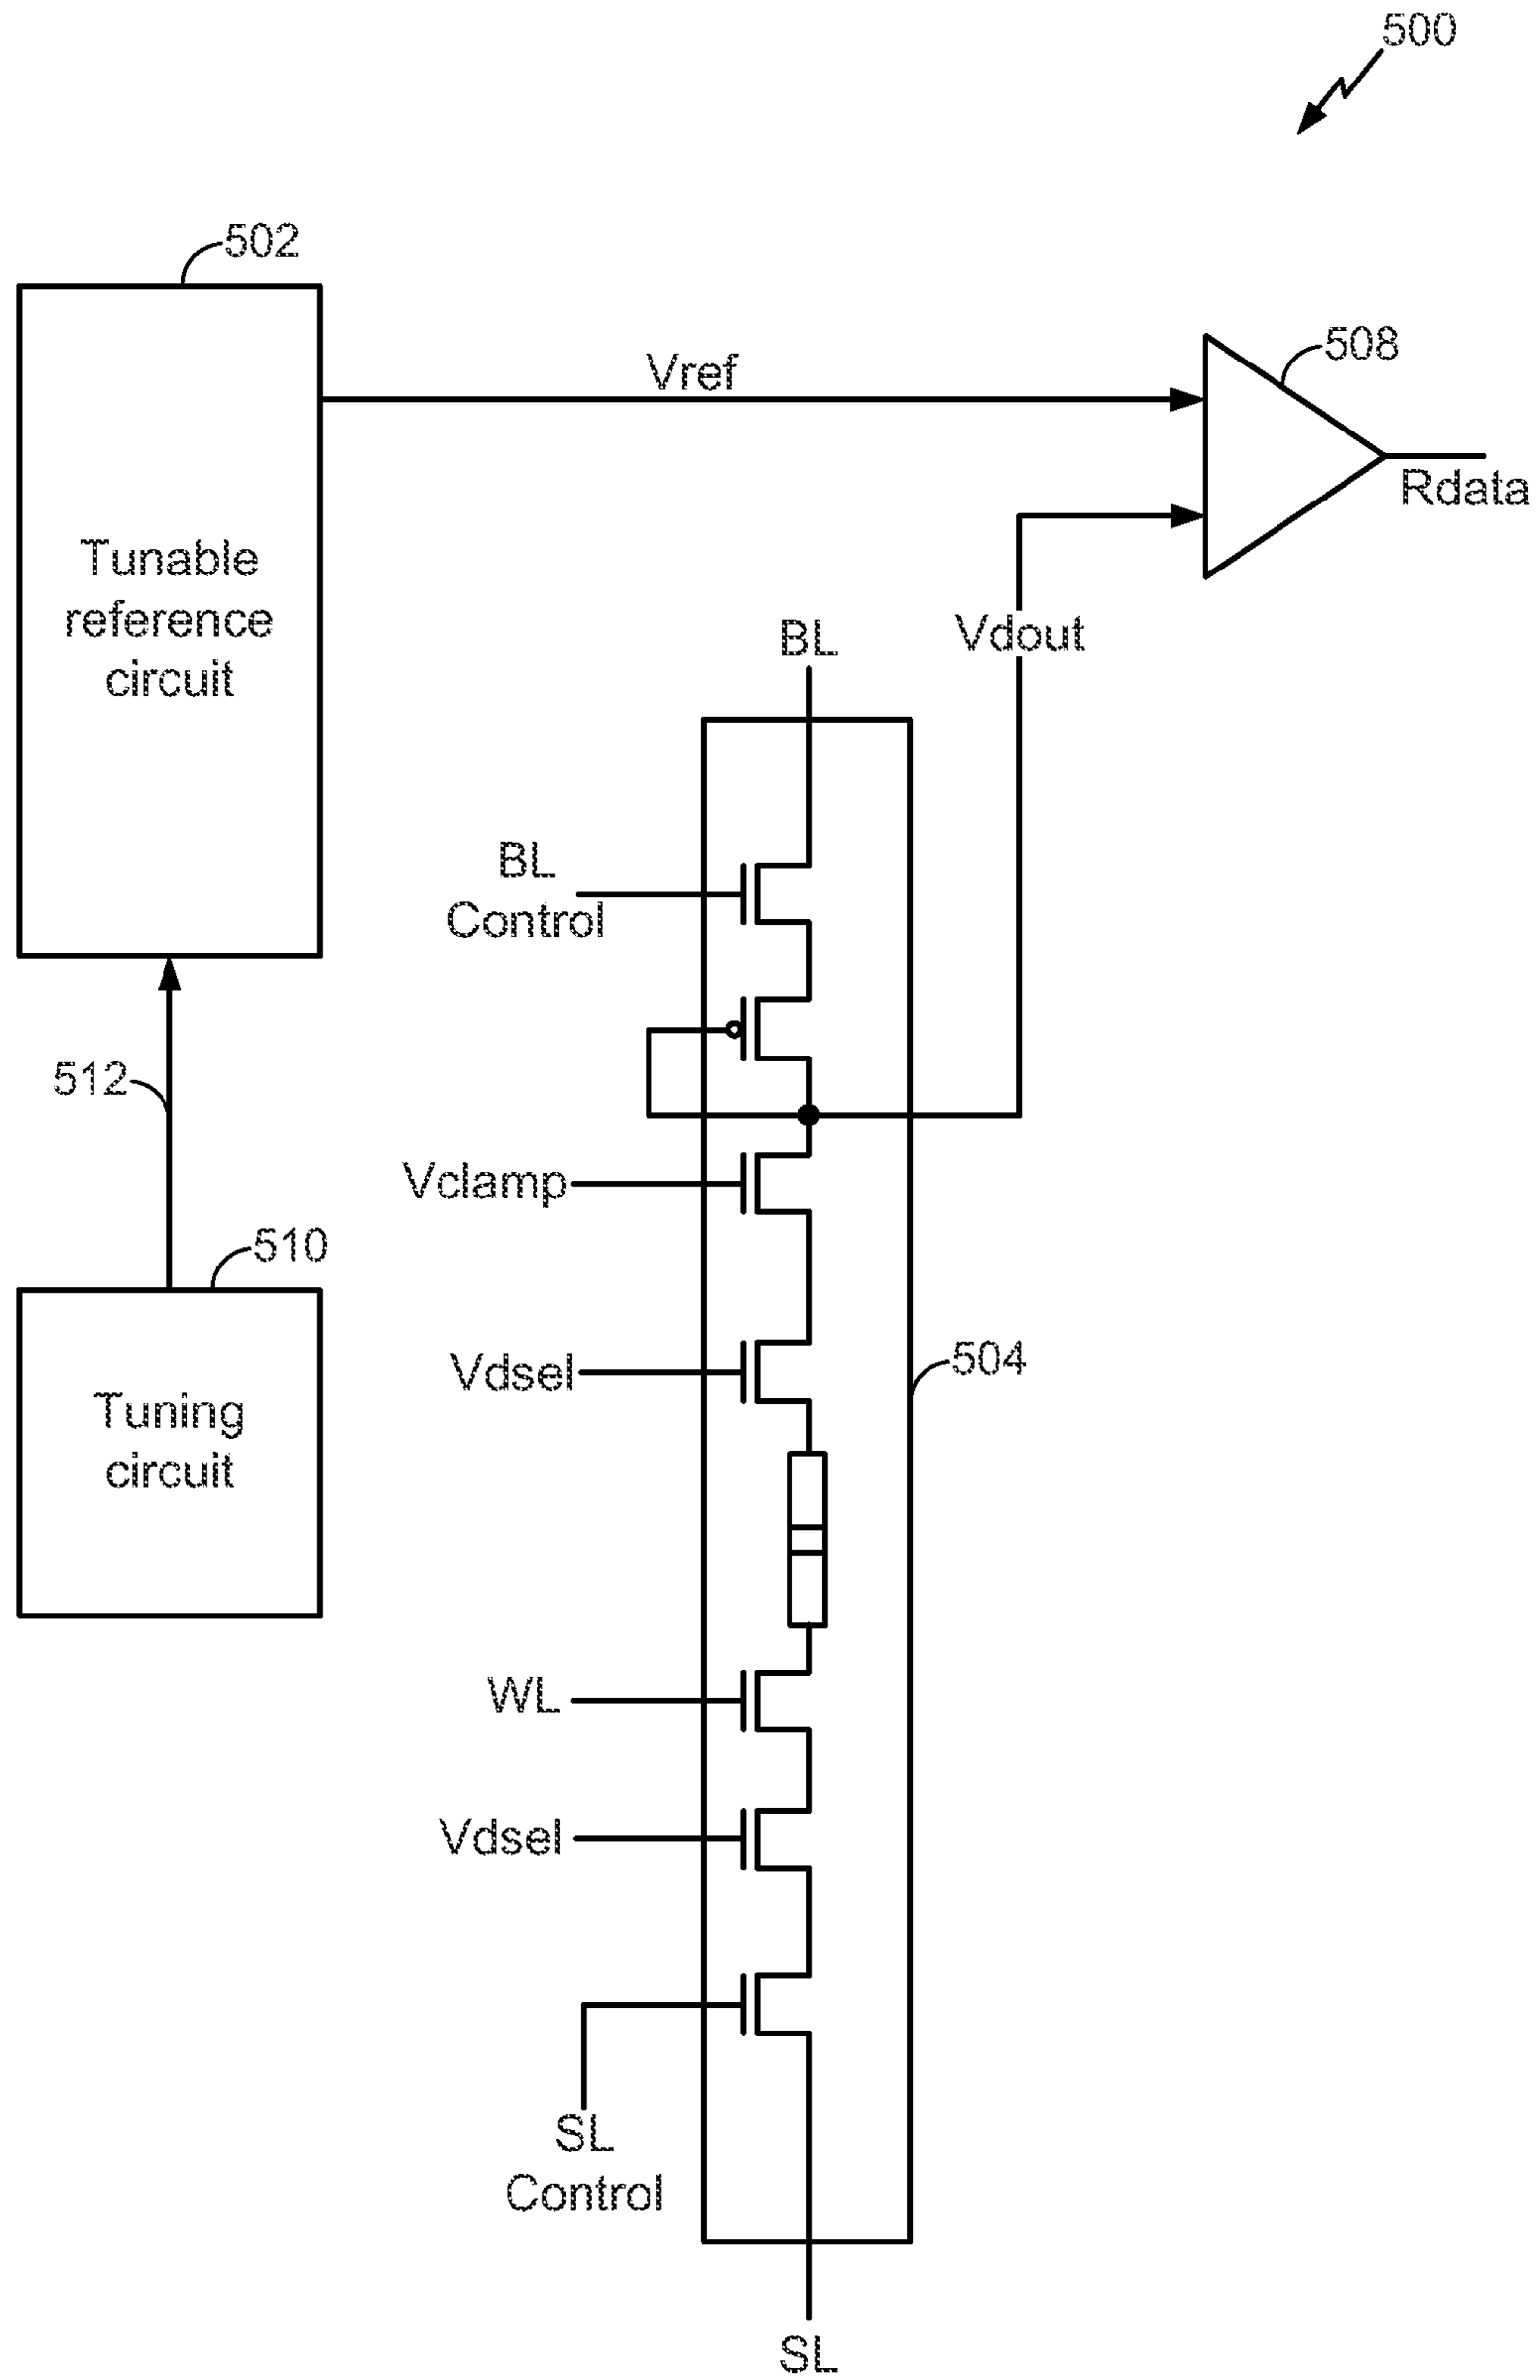 500
502
Vref
508
Rdata
Tunable
reference
circuit
BL
Vdout
BL
Control
512
Vclamp
510
Vdsel
504
Tuning
circuit
WL
Vdsel
SL
Control
SL